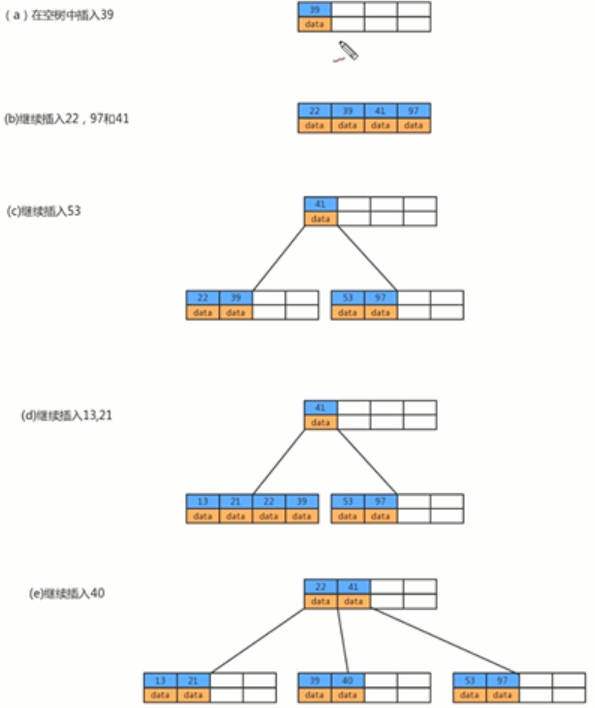 （a）在空树中插入39
39
data
(b)继续插入22，97和41
22 39 41 97
data data data data
(c)继续插入53
41
data
22 39 53 97
data data data data
(d)继续插入13,21
41
data
13 21 22 39 53 97
data data data data data data
(e)继续插入40
22 41
data data
13 21 39 40 53 97
data data data data data data